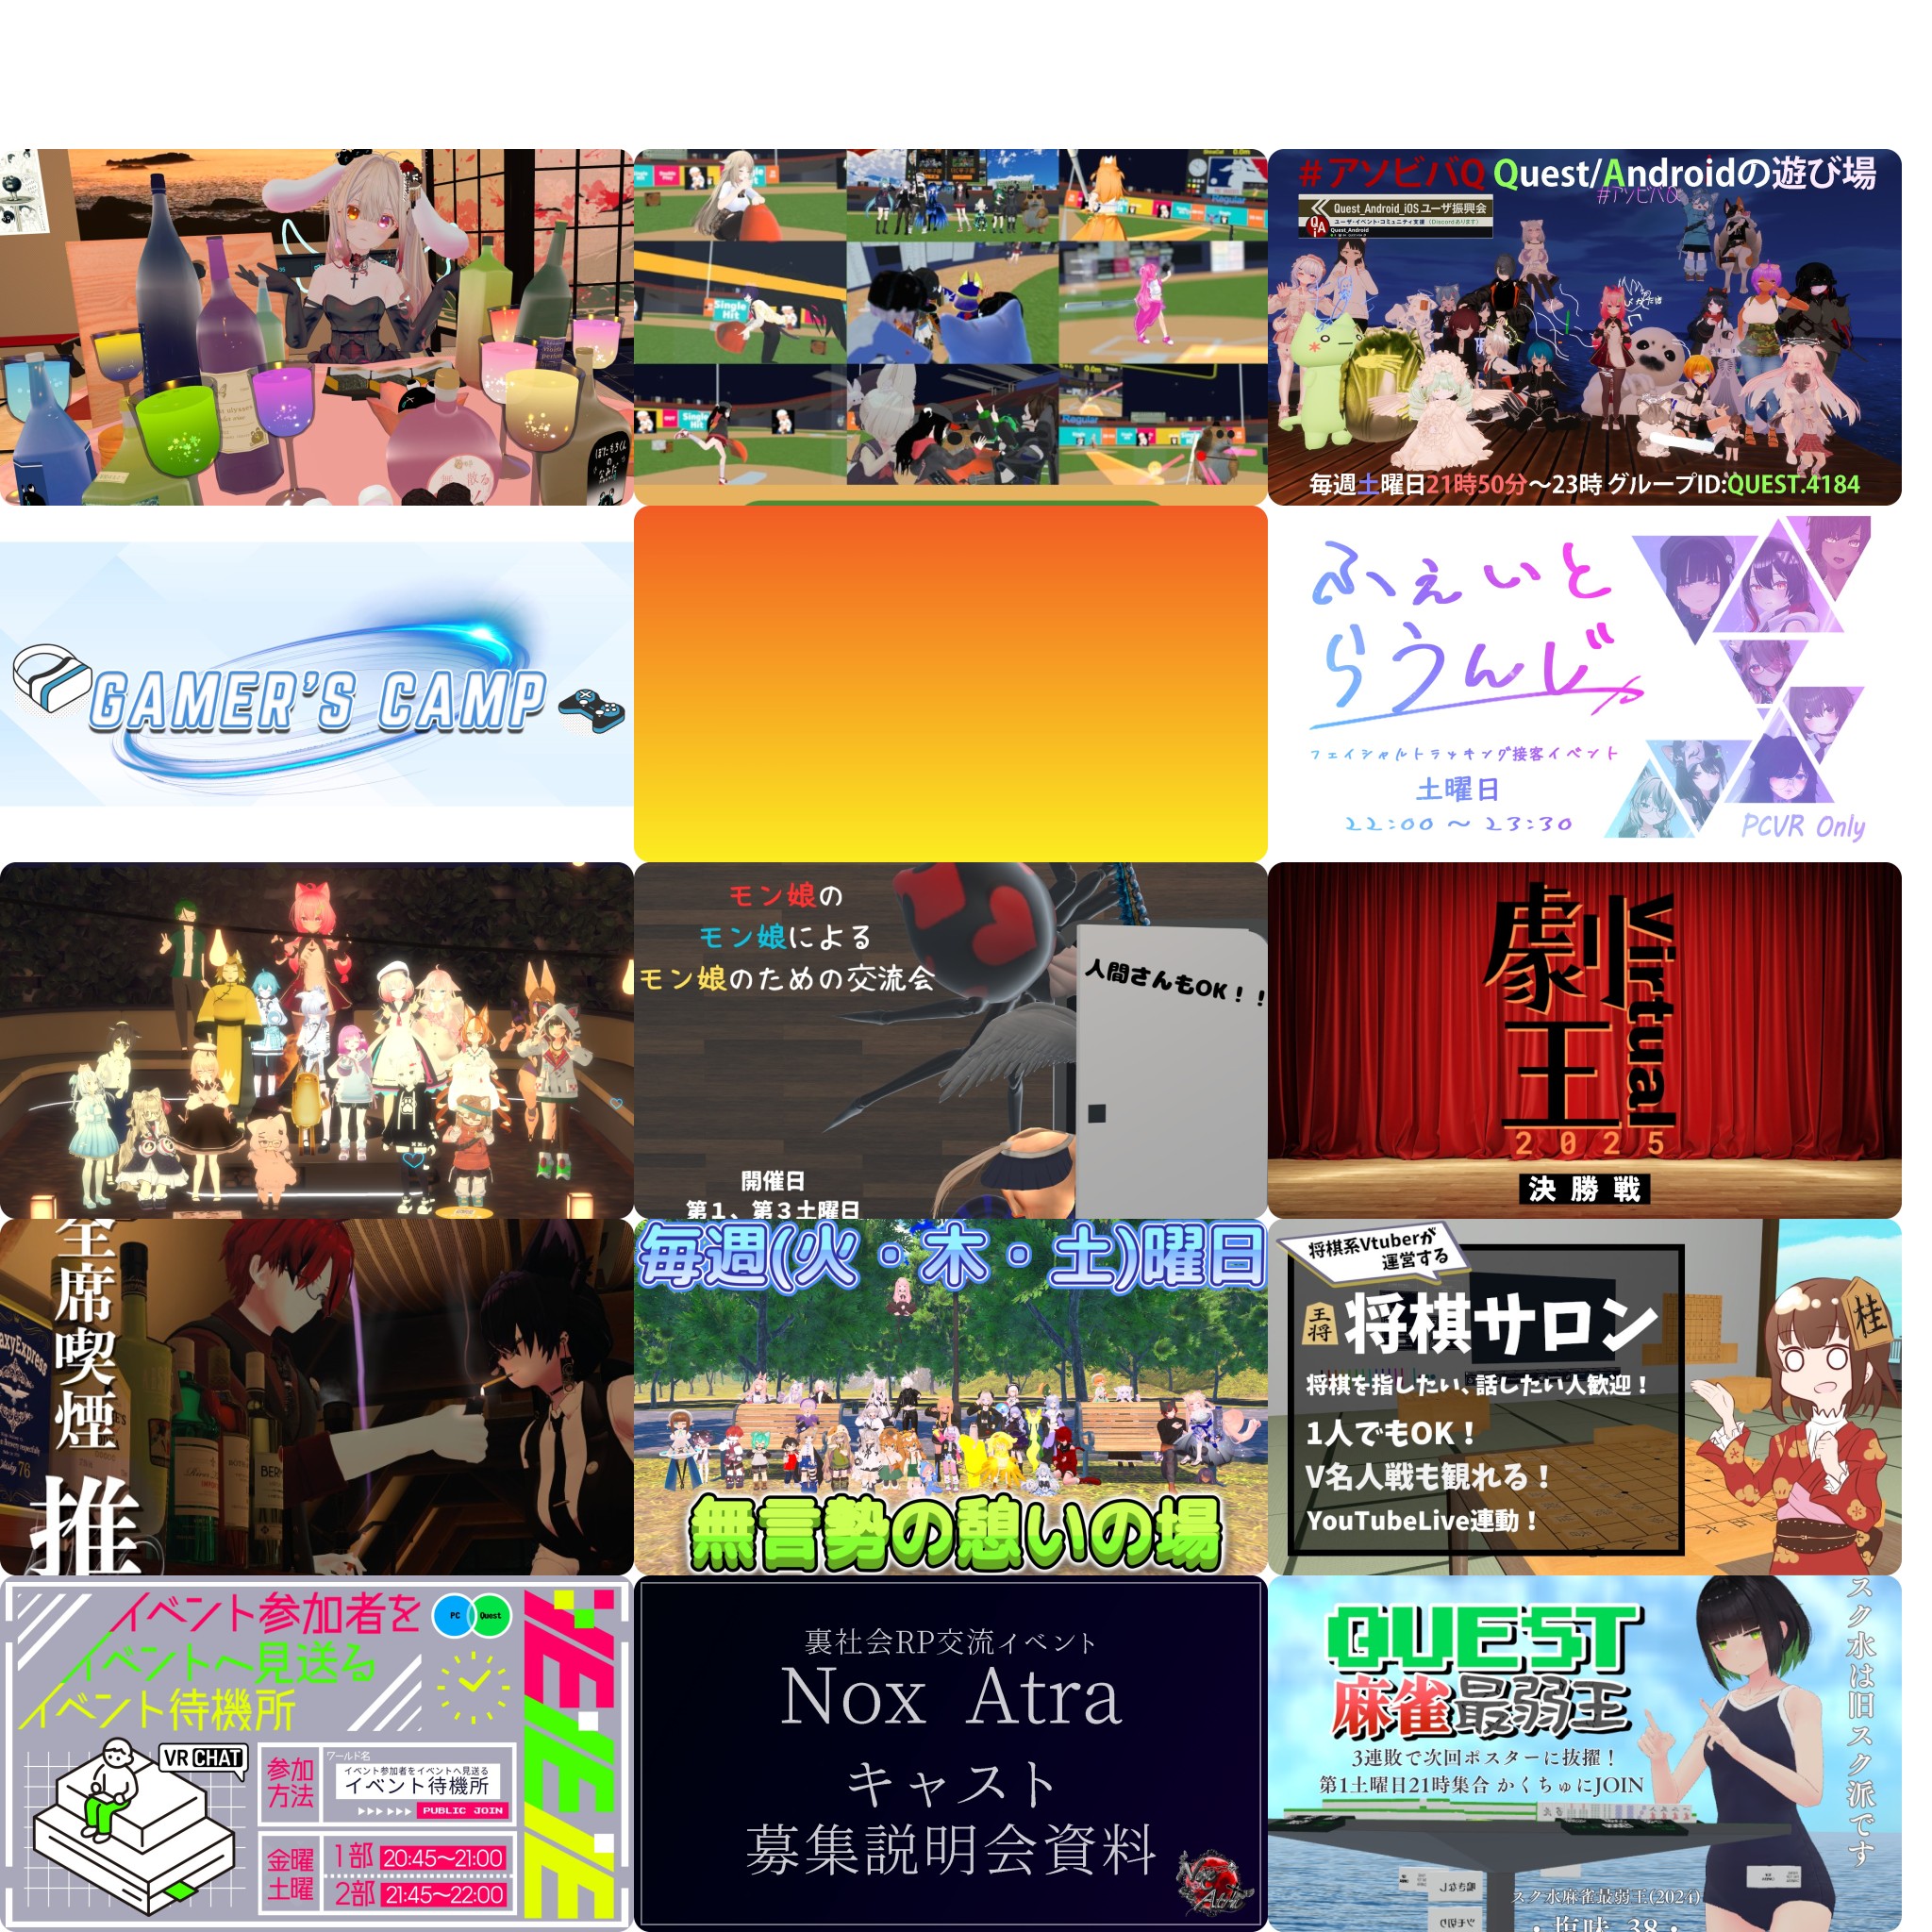 散る
Single Hit
Single Hit
Single Hit
Regular
#アソビバQ Quest/Androidの遊び場
#アソビバQ
Quest_Android_iOS ユーザ振興会
ユーザ・イベント・コミュニティ支援 (Discordあります)
Quest_Android
毎週土曜日21時50分～23時 グループID:QUEST.4184
GAMER'S CAMP
ふぇいと
らうんじ
フェイシャルトラッキング接客イベント
土曜日
22:00 ～ 23:30
PCVR Only
モン娘の
モン娘による
モン娘のための交流会
人間さんもOK！！
開催日
第１、第３土曜日
劇王
Virtual
2025
決勝戦
全席喫煙
推
毎週(火・木・土)曜日
無言勢の憩いの場
将棋系Vtuberが
運営する
王将
将棋サロン
桂
将棋を指したい、話したい人歓迎！
1人でもOK！
V名人戦も観れる！
YouTubeLive連動！
イベント参加者を
イベントへ見送る
イベント待機所
PC
Quest
VRCHAT
参加方法
ワールド名
イベント参加者をイベントへ見送る
イベント待機所
PUBLIC JOIN
金曜
土曜
1部 20:45～21:00
2部 21:45～22:00
裏社会RP交流イベント
Nox Atra
キャスト
募集説明会資料
QUEST
麻雀最弱王
3連敗で次回ポスターに抜擢！
第1土曜日21時集合 かくちゅにJOIN
スク水は旧スク派です
スク水麻雀最弱王(2024)
・塩味 38・